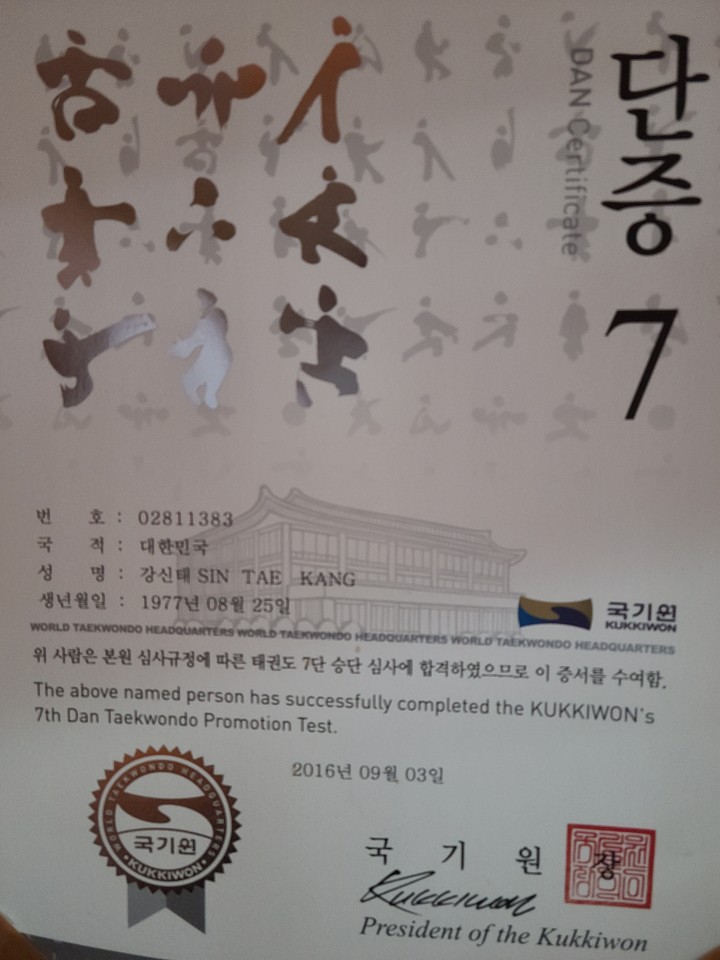 단증
DAN Certificate
7
번 호 : 02811383
국 적 : 대한민국
성 명 : 강신태 SIN TAE KANG
생년월일 : 1977년 08월 25일
국기원
KUKKIWON
WORLD TAEKWONDO HEADQUARTERS WORLD TAEKWONDO HEADQUARTERS WORLD TAEKWONDO HEADQUARTERS
위 사람은 본원 심사규정에 따른 태권도 7단 승단 심사에 합격하였으므로 이 증서를 수여함.
The above named person has successfully completed the KUKKIWON's
7th Dan Taekwondo Promotion Test.
2016년 09월 03일
WORLD TAEKWONDO HEADQUARTERS
국기원
KUKKIWON
국 기 원 장
Kukkiwon
President of the Kukkiwon